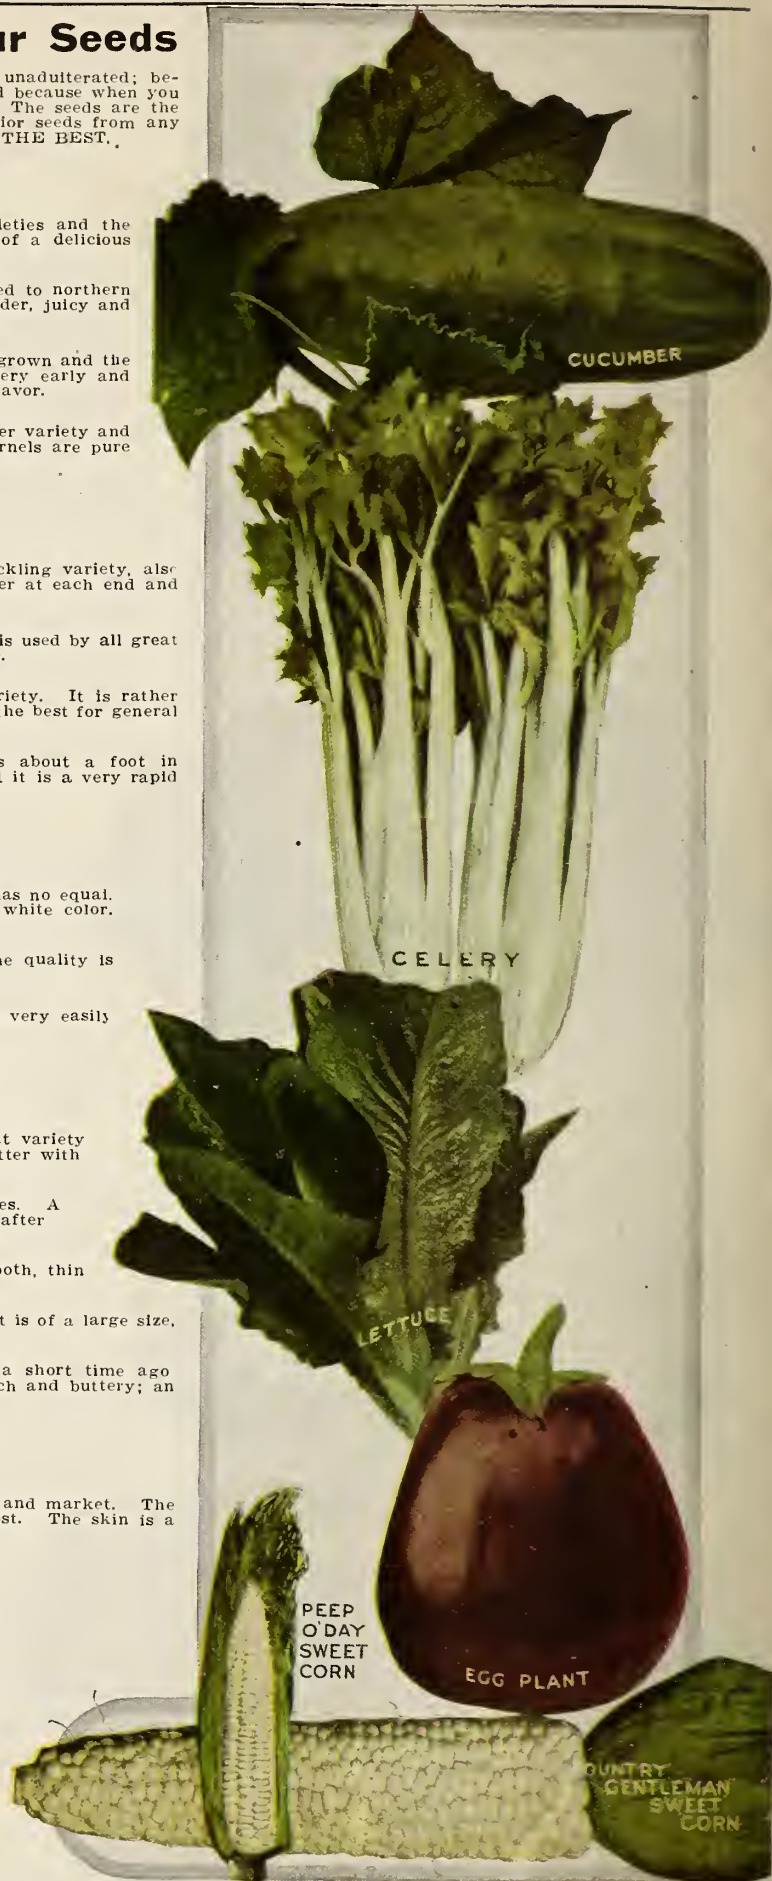 ur Seeds
unadulterated; be-
d because when you
The seeds are the
ior seeds from any
THE BEST.
ieties and the
of a delicious
ed to northern
der, juicy and
grown and the
ery early and
avor.
er variety and
rnels are pure
ckling variety, also
er at each end and
is used by all great
riety. It is rather
he best for general
s about a foot in
it is a very rapid
as no equal.
white color.
ne quality is
very easily
t variety
tter with
es. A
after
ooth, thin
t is of a large size,
a short time ago
ch and buttery; an
and market. The
st. The skin is a
CUCUMBER
CELERY
LETTUCE
PEEP
O'DAY
SWEET
CORN
EGG PLANT
OUNTRY
GENTLEMAN
SWEET
CORN